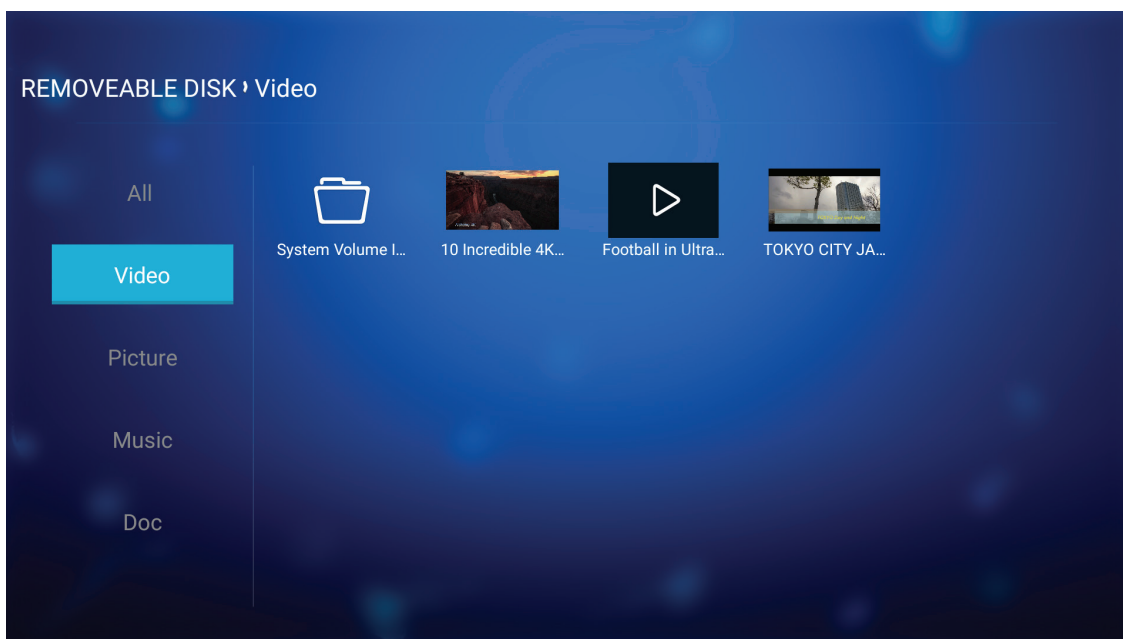 REMOVEABLE DISK Video
All
Video
Picture
Music
Doc
System Volume I...
10 Incredible 4K...
Football in Ultra...
TOKYO CITY JA...